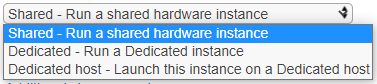 Shared - Run a shared hardware instance
Shared - Run a shared hardware instance
Dedicated - Run a Dedicated instance
Dedicated host - Launch this instance on a Dedicated host